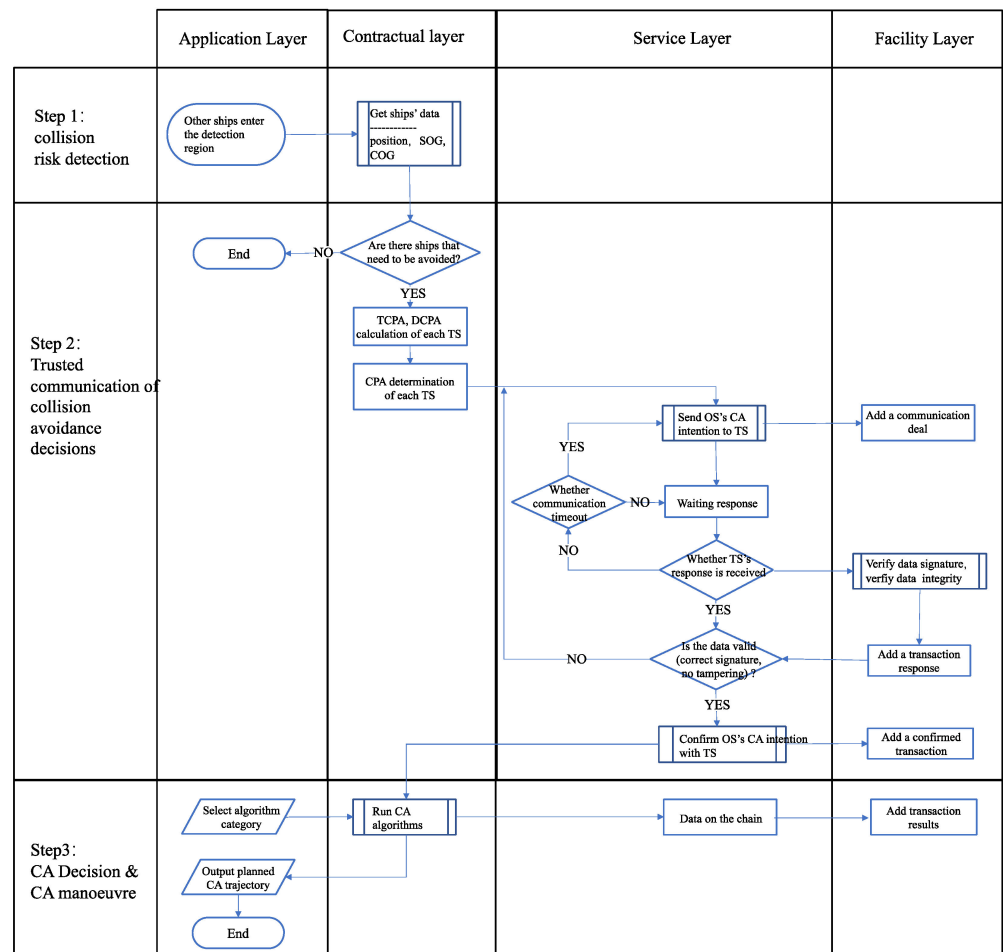 Application Layer
Contractual layer
Service Layer
Facility Layer
Step 1:
collision
risk detection
Other ships enter
the detection
region
Get ships' data
------------
position, SOG,
COG
Step 2:
Trusted
communication of
collision
avoidance
decisions
End
NO
Are there ships that
need to be avoided?
YES
TCPA, DCPA
calculation of each TS
CPA determination
of each TS
Send OS's CA
intention to TS
Add a communication
deal
YES
Whether
communication
timeout
NO
Waiting response
NO
Whether TS's
response is received
Verify data signature,
verfiy data integrity
YES
NO
Is the data valid
(correct signature,
no tampering) ?
Add a transaction
response
YES
Confirm OS's CA intention
with TS
Add a confirmed
transaction
Step3:
CA Decision &
CA manoeuvre
Select algorithm
category
Run CA
algorithms
Data on the chain
Add transaction
results
Output planned
CA trajectory
End